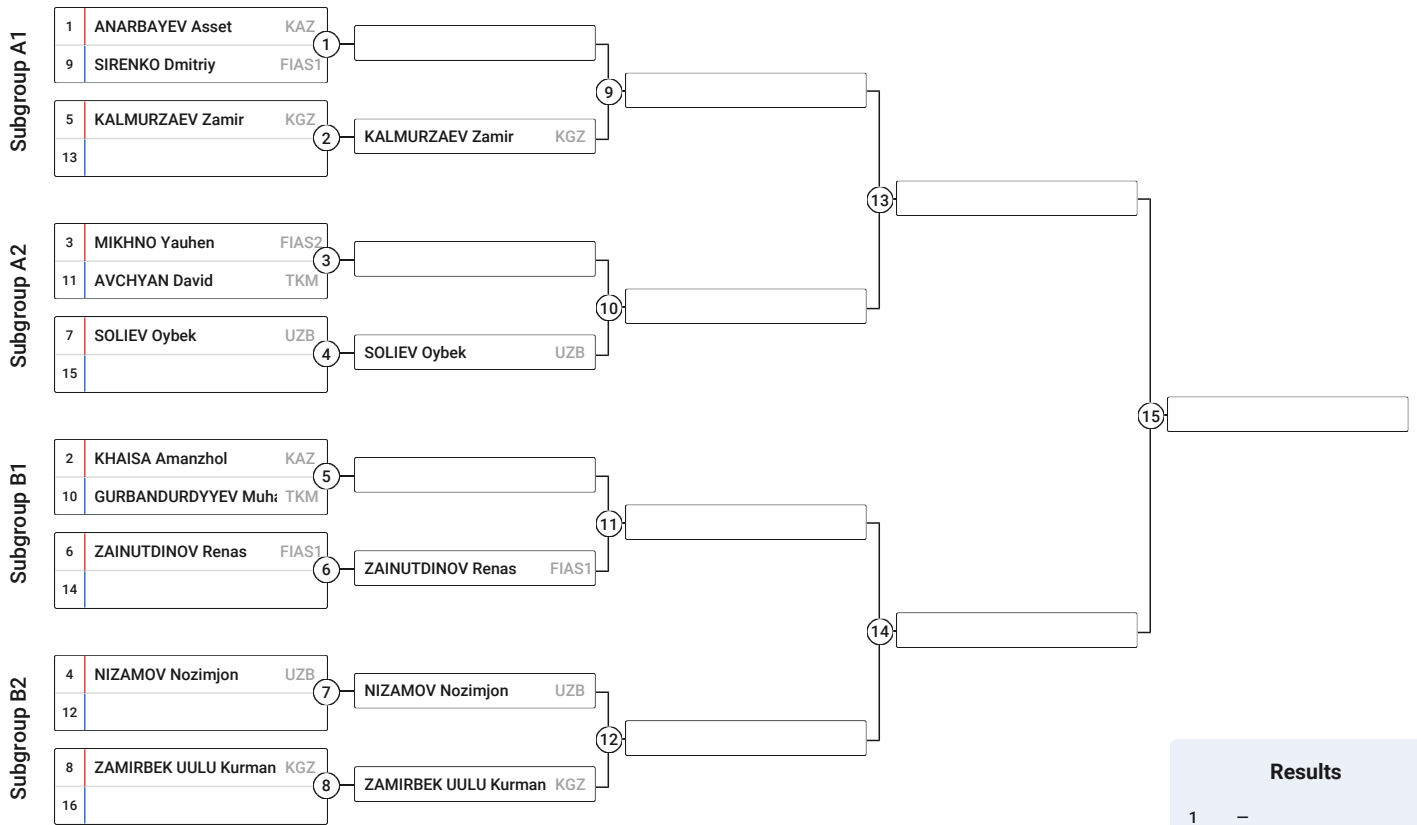 Subgroup A1
1 ANARBAYEV Asset KAZ
9 SIRENKO Dmitriy FIAS1
1
5 KALMURZAEV Zamir KGZ
13
2
KALMURZAEV Zamir KGZ
9
Subgroup A2
3 MIKHNO Yauhen FIAS2
11 AVCHYAN David TKM
3
7 SOLIEV Oybek UZB
15
4
SOLIEV Oybek UZB
10
13
Subgroup B1
2 KHAISA Amanzhol KAZ
10 GURBANDURDYYEV Muha TKM
5
6 ZAINUTDINOV Renas FIAS1
14
6
ZAINUTDINOV Renas FIAS1
11
Subgroup B2
4 NIZAMOV Nozimjon UZB
12
7
NIZAMOV Nozimjon UZB
8 ZAMIRBEK UULU Kurman KGZ
16
8
ZAMIRBEK UULU Kurman KGZ
12
14
15
Results
1 –